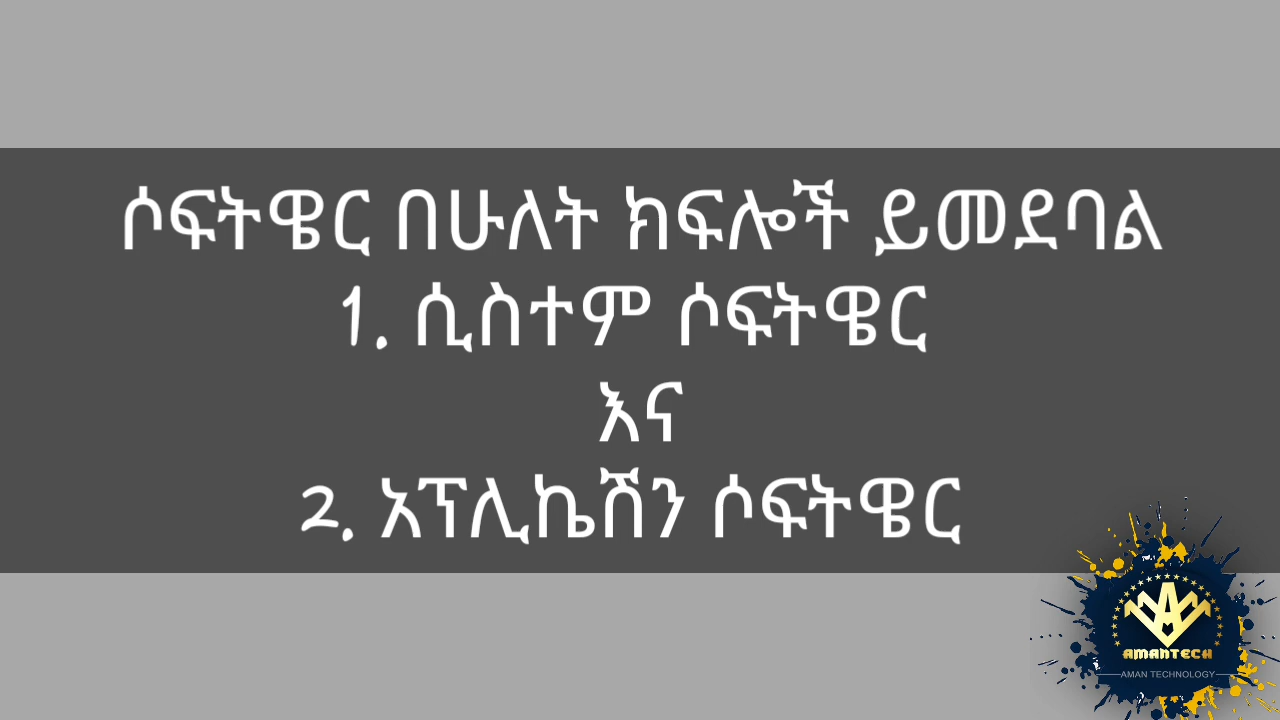 ሶፍትዌር በሁለት ክፍሎች ይመደባል
1. ሲስተም ሶፍትዌር
እና
2. አፕሊኬሽን ሶፍትዌር
AMANTECH
AMAN TECHNOLOGY